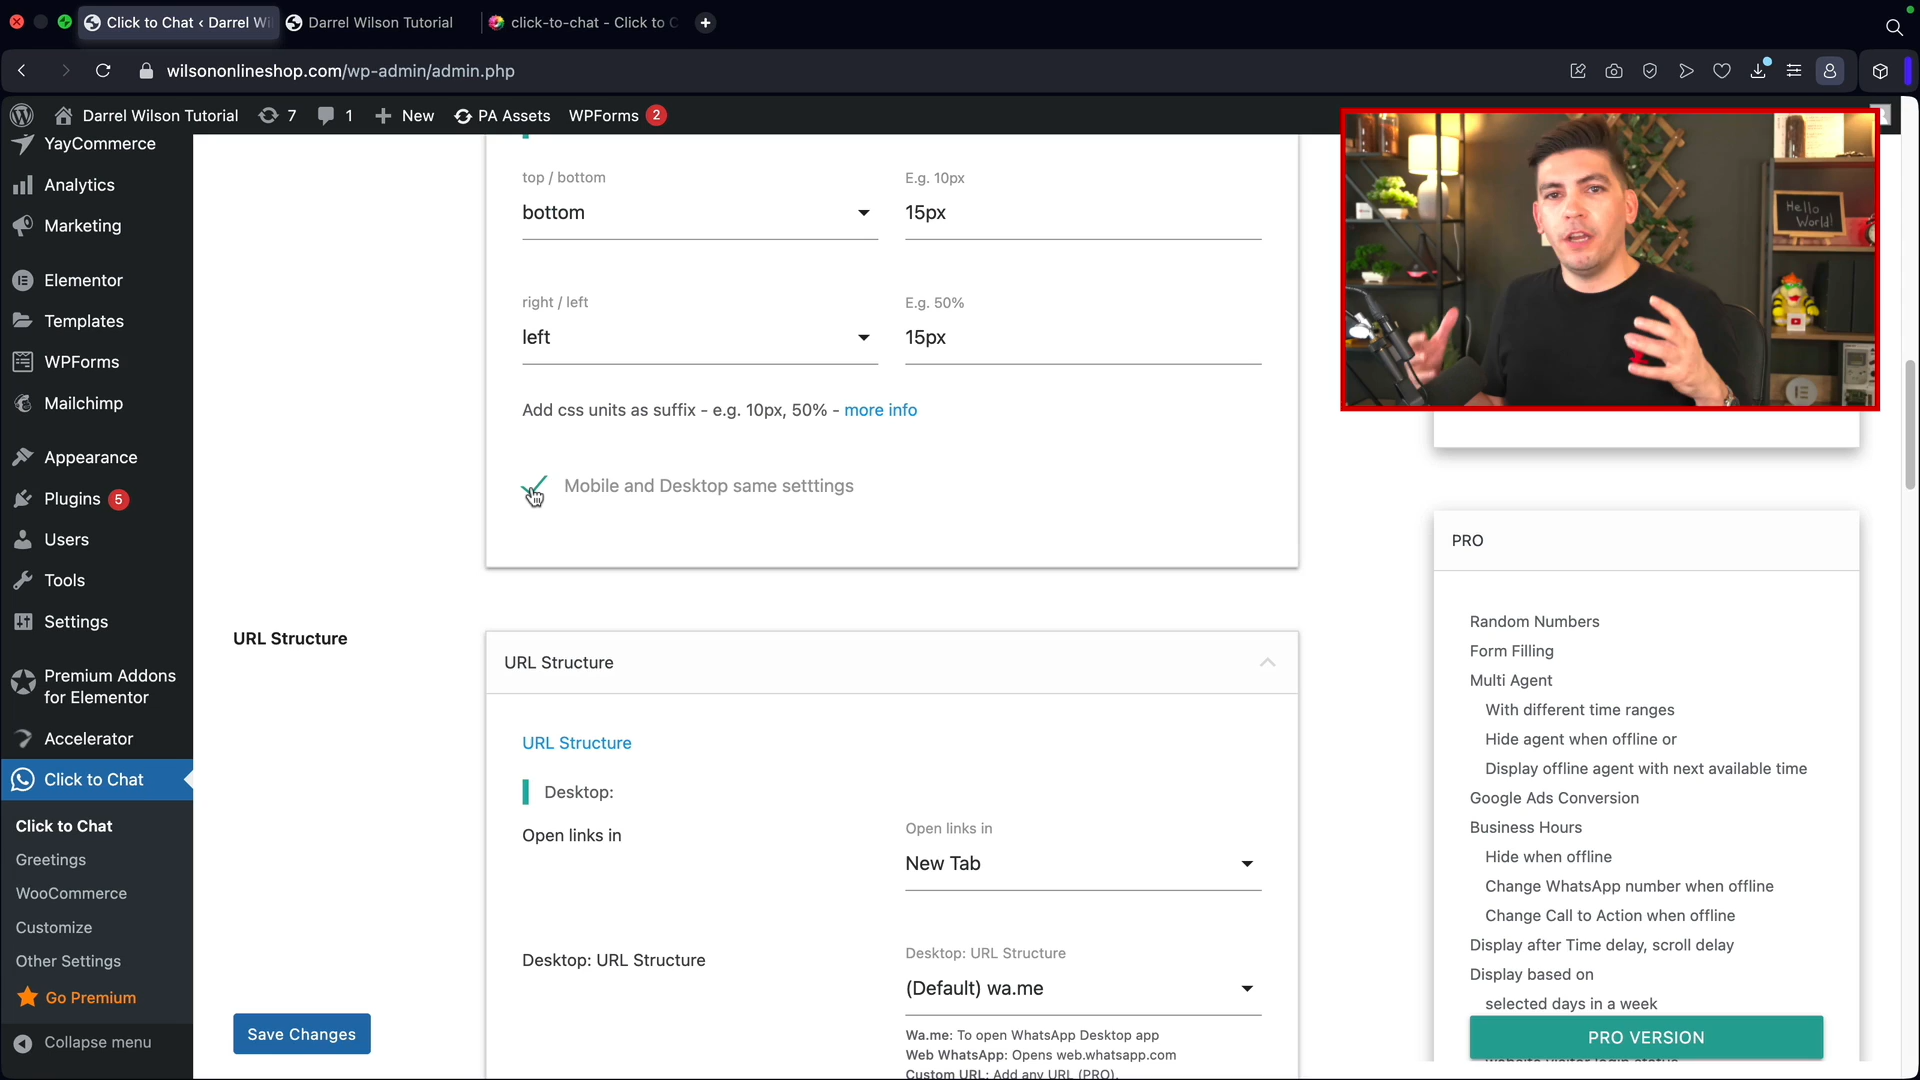 Click to Chat ‹ Darrel Wil
Darrel Wilson Tutorial
click-to-chat - Click to C
wilsononlineshop.com/wp-admin/admin.php
Darrel Wilson Tutorial
7
1
New
PA Assets
WPForms
2
YayCommerce
Analytics
Marketing
Elementor
Templates
WPForms
Mailchimp
Appearance
Plugins 5
Users
Tools
Settings
Premium Addons
for Elementor
Accelerator
Click to Chat
Click to Chat
Greetings
WooCommerce
Customize
Other Settings
Go Premium
Collapse menu
top / bottom
E.g. 10px
bottom
15px
right / left
E.g. 50%
left
15px
Add css units as suffix - e.g. 10px, 50% - more info
Mobile and Desktop same setttings
URL Structure
URL Structure
URL Structure
Desktop:
Open links in
Open links in
New Tab
Desktop: URL Structure
Desktop: URL Structure
(Default) wa.me
Wa.me: To open WhatsApp Desktop app
Web WhatsApp: Opens web.whatsapp.com
Custom URL: Add any URL (PRO).
Save Changes
Hello
World!
PRO
Random Numbers
Form Filling
Multi Agent
With different time ranges
Hide agent when offline or
Display offline agent with next available time
Google Ads Conversion
Business Hours
Hide when offline
Change WhatsApp number when offline
Change Call to Action when offline
Display after Time delay, scroll delay
Display based on
selected days in a week
PRO VERSION